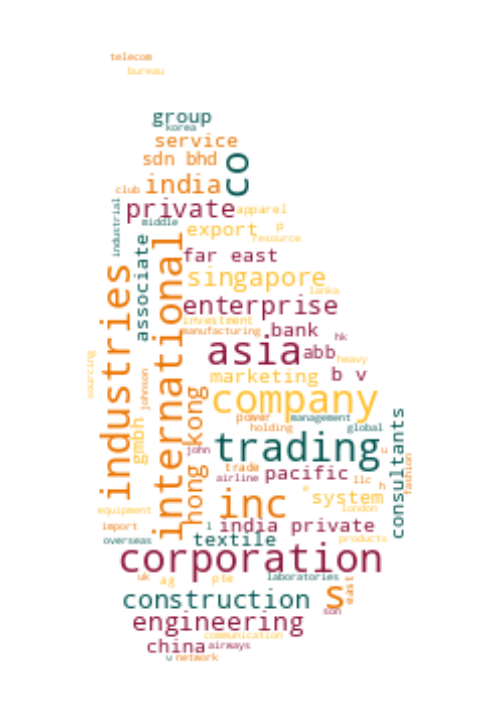 telecom
bureau
group
korea
service
sdn bhd
co
club
india
private
apparel
industrial
middle
export
p
resource
associate
international
far east
industries
singapore
lanka
enterprise
investment
manufacturing
bank
hk
asia
abb
heavy
sourcing
johnson
marketing
b v
hong kong
company
gmbh
power
management
holding
global
consultants
trading
john
u
fashion
trade
pacific
airline
llc
h
e
system
inc
london
equipment
import
l
india private
overseas
textile
products
corporation
uk
ag
pte
laboratories
east
construction
s
son
engineering
communication
china
airways
u
network